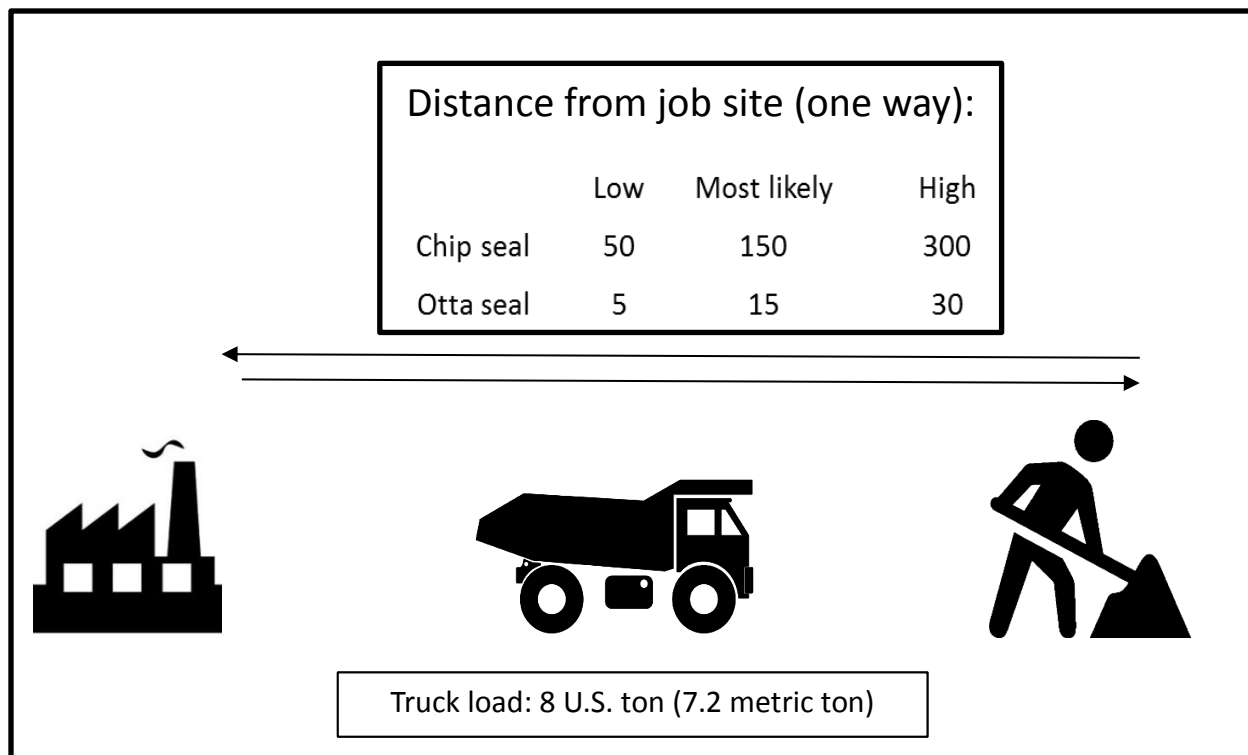 Distance from job site (one way):
Low Most likely High
Chip seal 50 150 300
Otta seal 5 15 30
Truck load: 8 U.S. ton (7.2 metric ton)